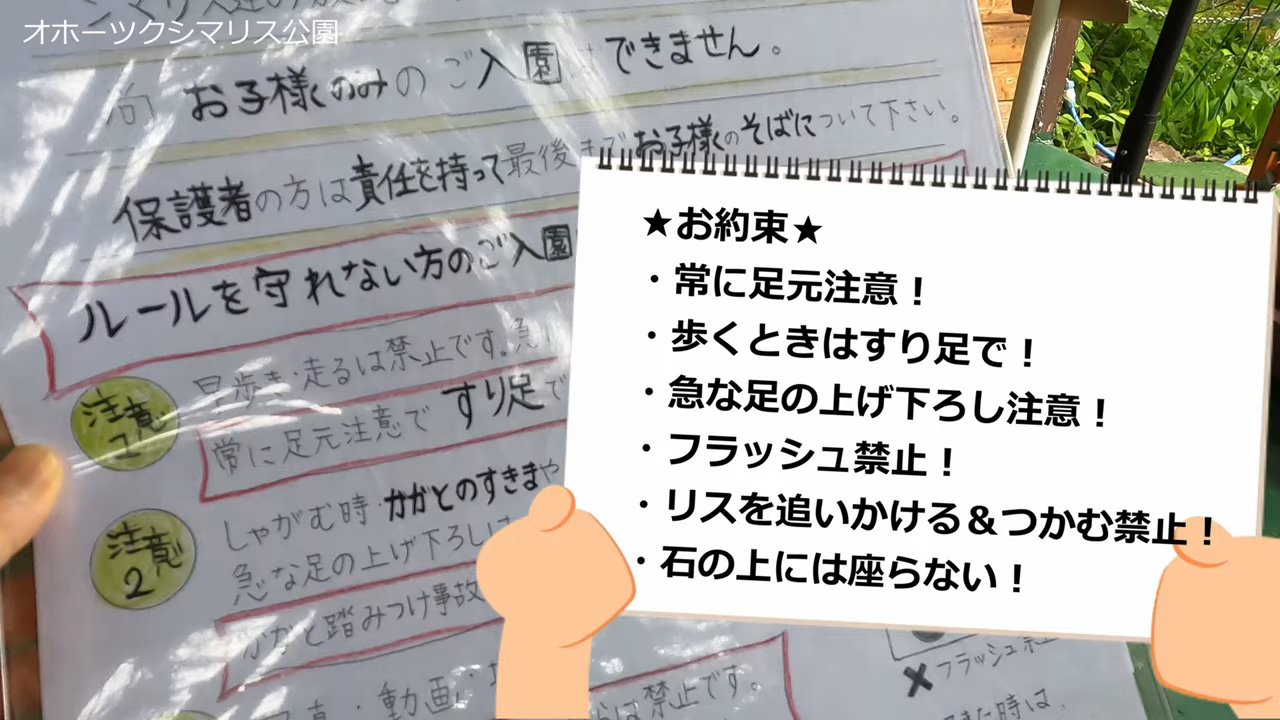 オホーツクシマリス公園
尚 お子様のみのご入園はできません。
保護者の方は責任を持って最後までお子様のそばについて下さい。
ルールを守れない方のご入園
注意1
早歩き・走るは禁止です。急
常に足元注意で すり足で
注意2
しゃがむ時・かがとのすきまや
急な足の上げ下ろしは
かがと踏みつけ事故
動画
は禁止です。
×フラッシュ禁止
時は、
★お約束★
・常に足元注意！
・歩くときはすり足で！
・急な足の上げ下ろし注意！
・フラッシュ禁止！
・リスを追いかける＆つかむ禁止！
・石の上には座らない！